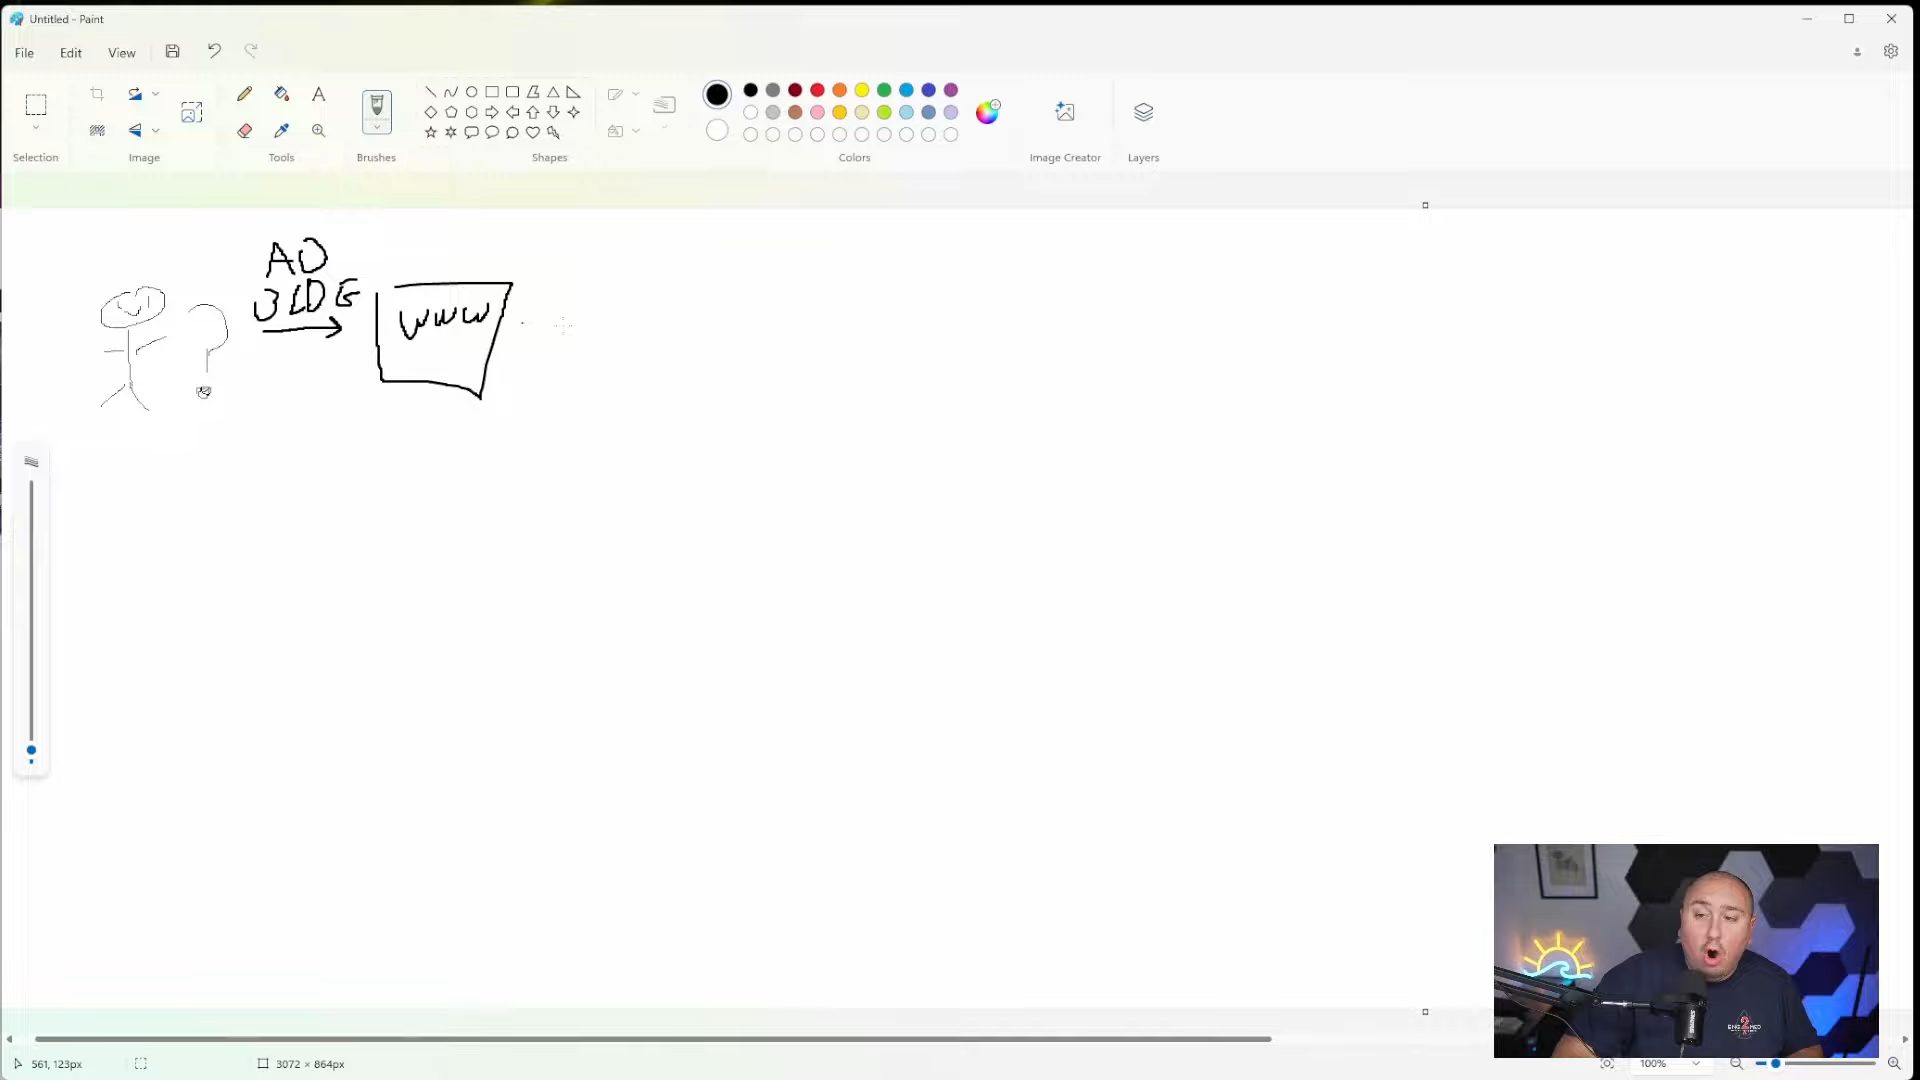 Untitled - Paint
File Edit View
Selection Image Tools Brushes Shapes Colors Image Creator Layers
AD
WWW
561, 123px
3072 × 864px
100%